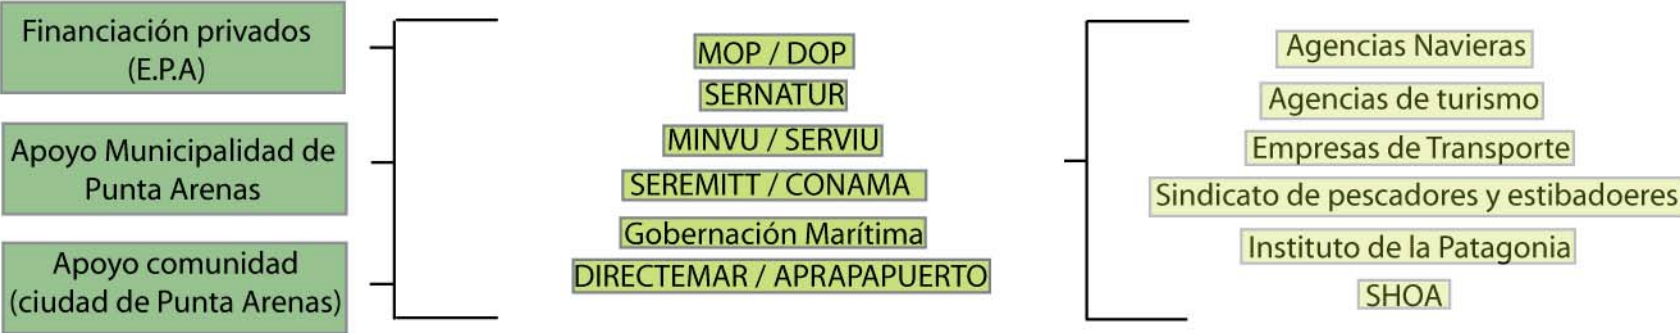 Financiación privados
(E.P.A)
Apoyo Municipalidad de
Punta Arenas
Apoyo comunidad
(ciudad de Punta Arenas)
MOP / DOP
SERNATUR
MINVU / SERVIU
SEREMITT / CONAMA
Gobernación Marítima
DIRECTEMAR / APRAPAPUERTO
Agencias Navieras
Agencias de turismo
Empresas de Transporte
Sindicato de pescadores y estibadoeres
Instituto de la Patagonia
SHOA